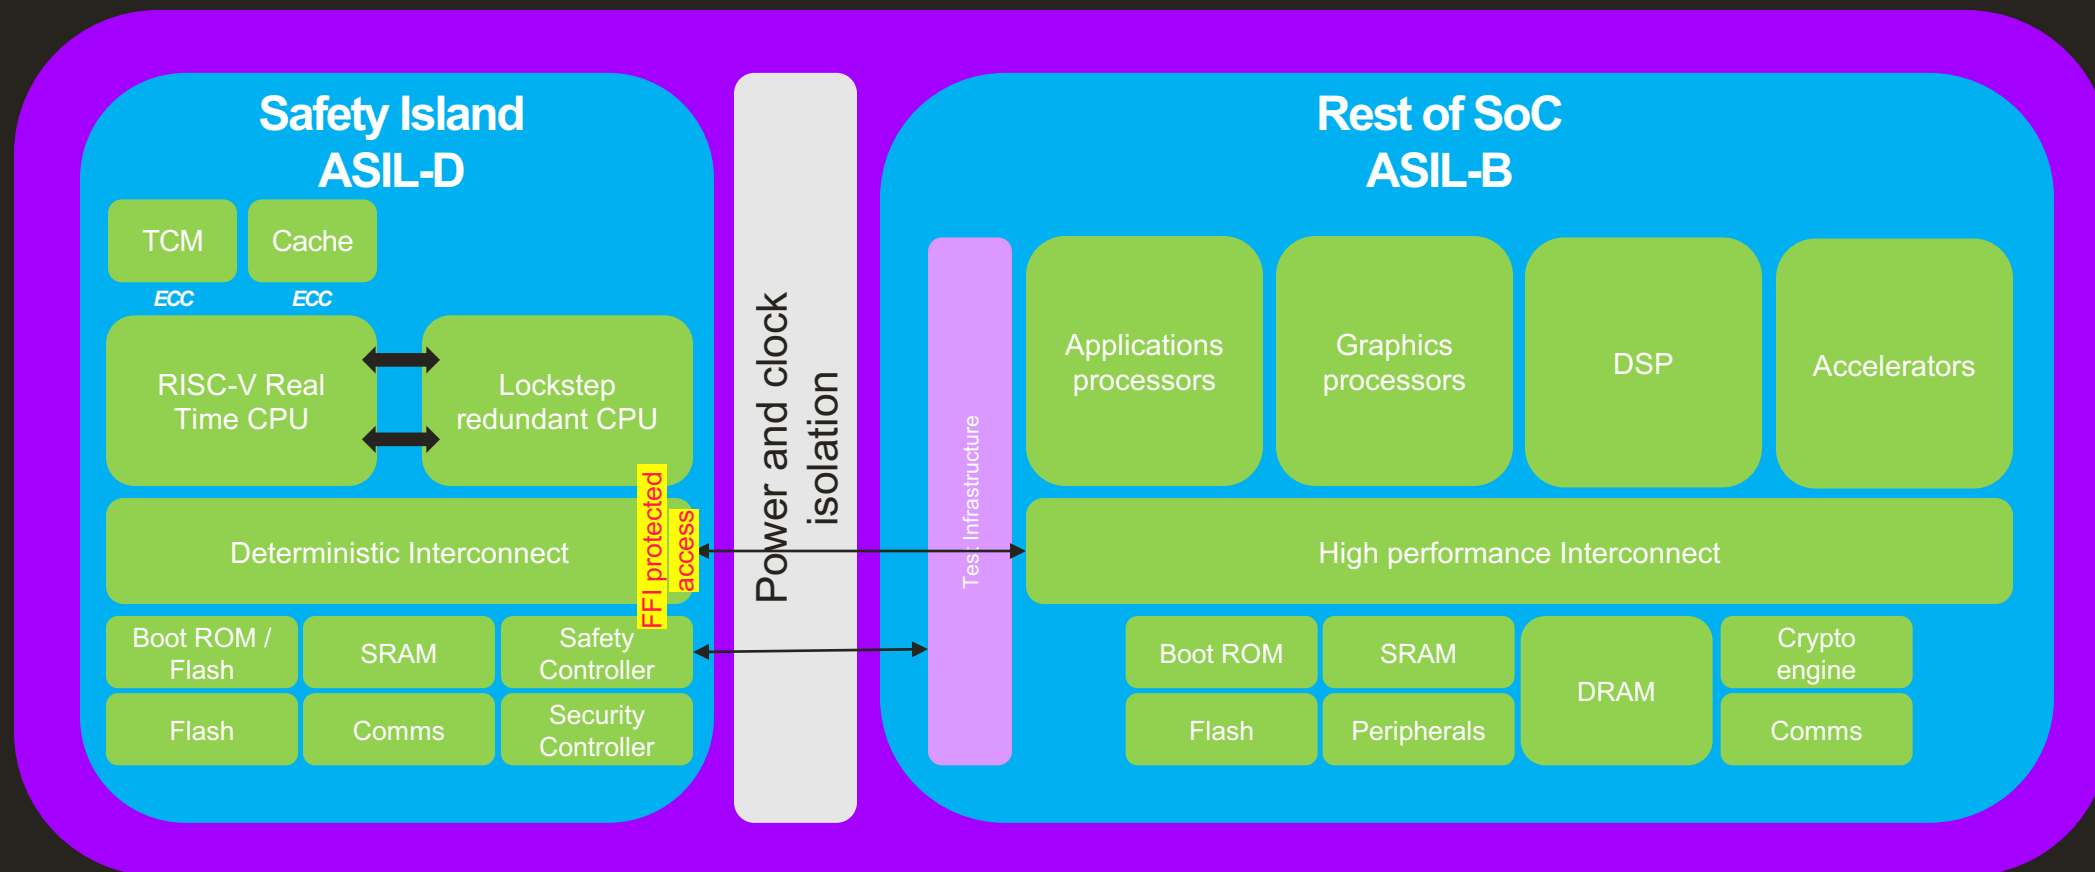 Safety Island
ASIL-D
TCM
Cache
ECC
ECC
RISC-V Real
Time CPU
Lockstep
redundant CPU
Deterministic Interconnect
FFI protected
access
Boot ROM /
Flash
SRAM
Safety
Controller
Flash
Comms
Security
Controller
Power and clock
isolation
Rest of SoC
ASIL-B
Test Infrastructure
Applications
processors
Graphics
processors
DSP
Accelerators
High performance Interconnect
Boot ROM
SRAM
DRAM
Crypto
engine
Flash
Peripherals
Comms